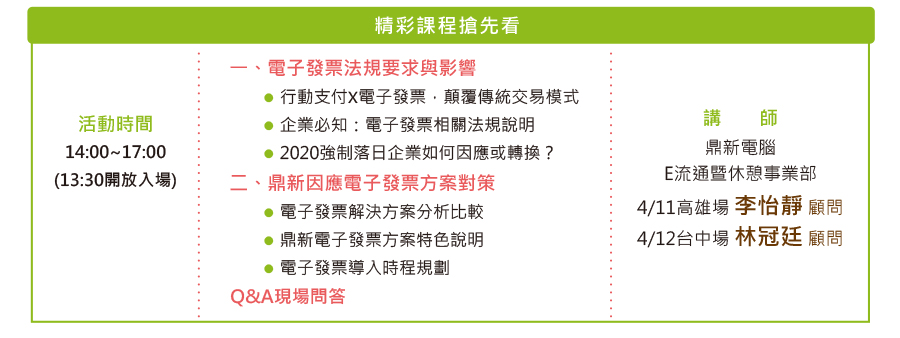 精彩課程搶先看
活動時間
14:00~17:00
(13:30開放入場)
一、電子發票法規要求與影響
● 行動支付X電子發票，顛覆傳統交易模式
● 企業必知：電子發票相關法規說明
● 2020強制落日企業如何因應或轉換？
二、鼎新因應電子發票方案對策
● 電子發票解決方案分析比較
● 鼎新電子發票方案特色說明
● 電子發票導入時程規劃
Q&A現場問答
講 師
鼎新電腦
E流通暨休憩事業部
4/11高雄場 李怡靜 顧問
4/12台中場 林冠廷 顧問